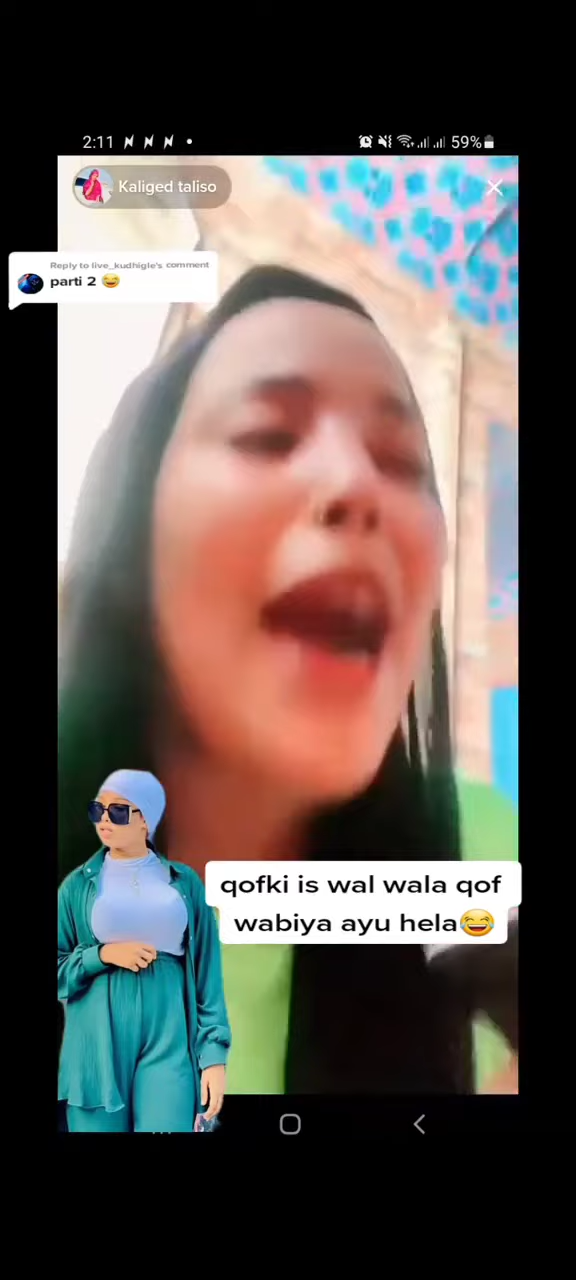 2:11
59%
Kaliged taliso
Reply to live_kudhigle's comment
parti 2 😂
qofki is wal wala qof
wabiya ayu hela😂